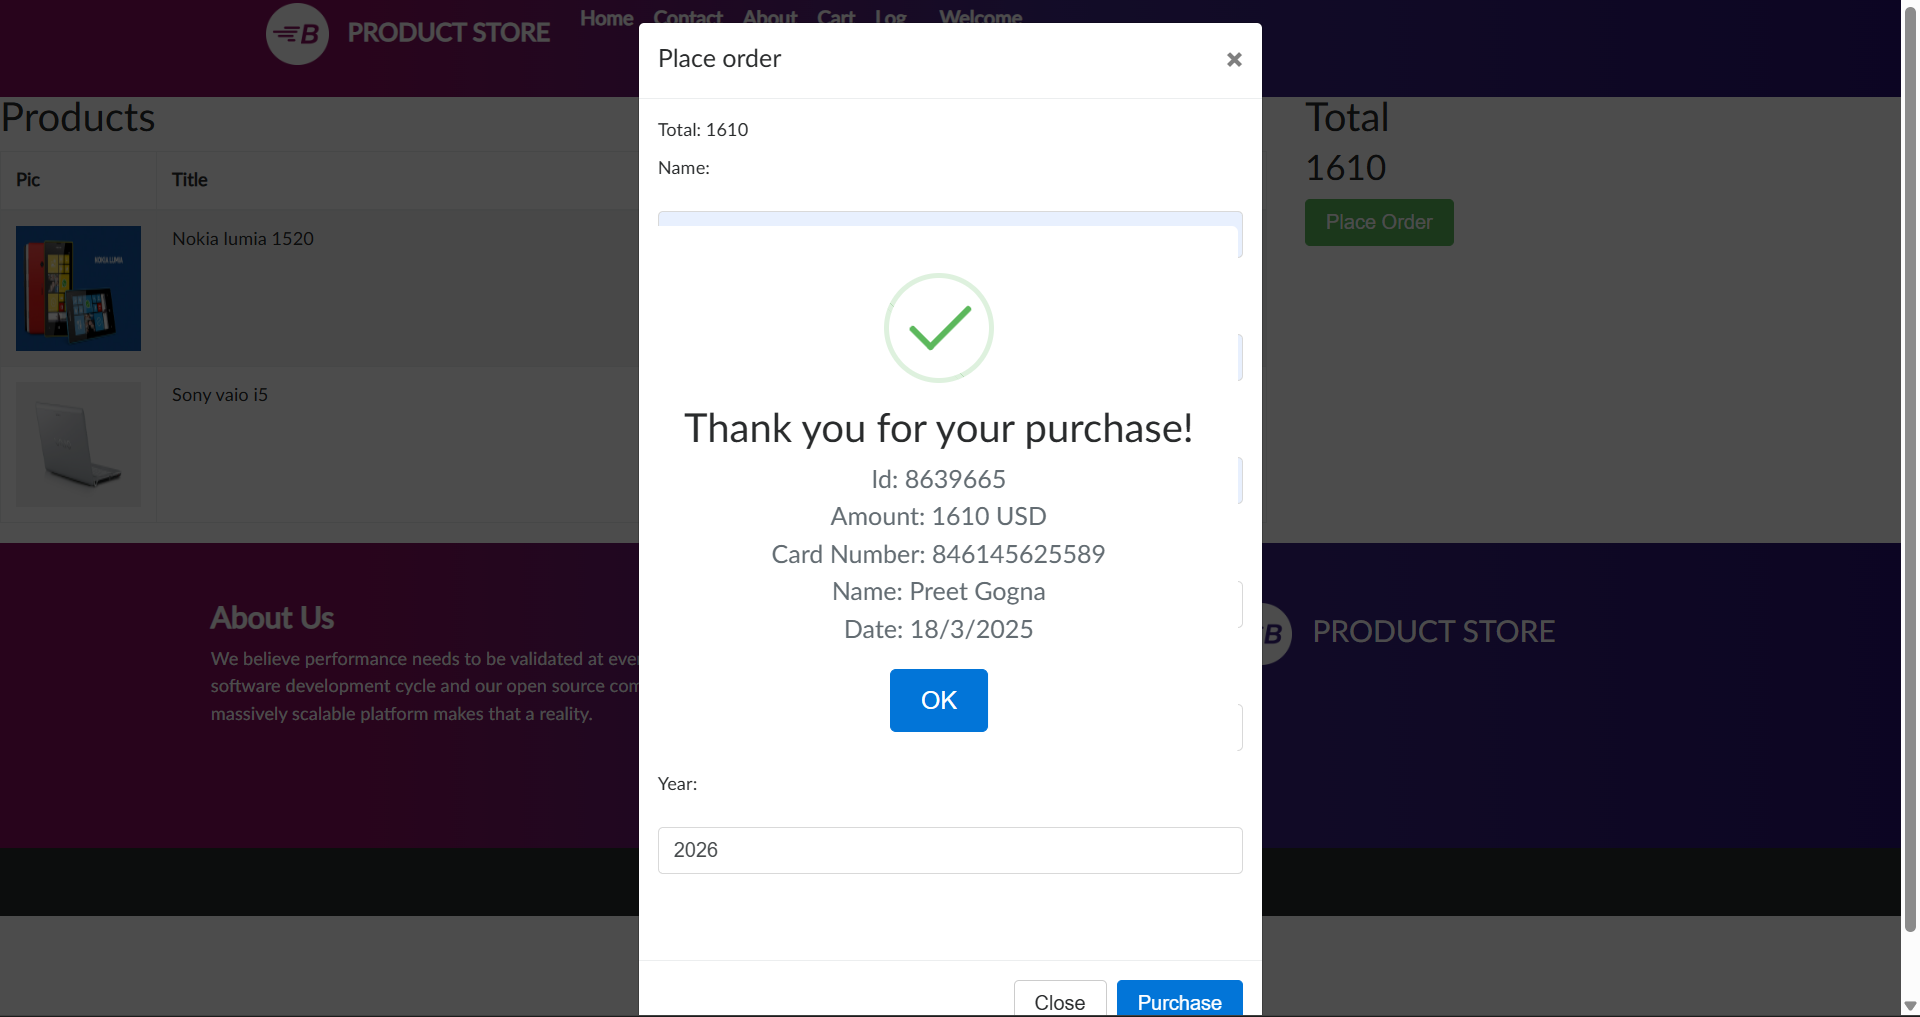 PRODUCT STORE
Home Contact About Cart Log Welcome
Place order
×
Products
Total
1610
Place Order
Pic Title
Nokia lumia 1520
Sony vaio i5
Total: 1610
Name:
Thank you for your purchase!
Id: 8639665
Amount: 1610 USD
Card Number: 846145625589
Name: Preet Gogna
Date: 18/3/2025
OK
Year:
2026
Close Purchase
About Us
We believe performance needs to be validated at eve
software development cycle and our open source com
massively scalable platform makes that a reality.
B PRODUCT STORE
NOKIA LUMIA